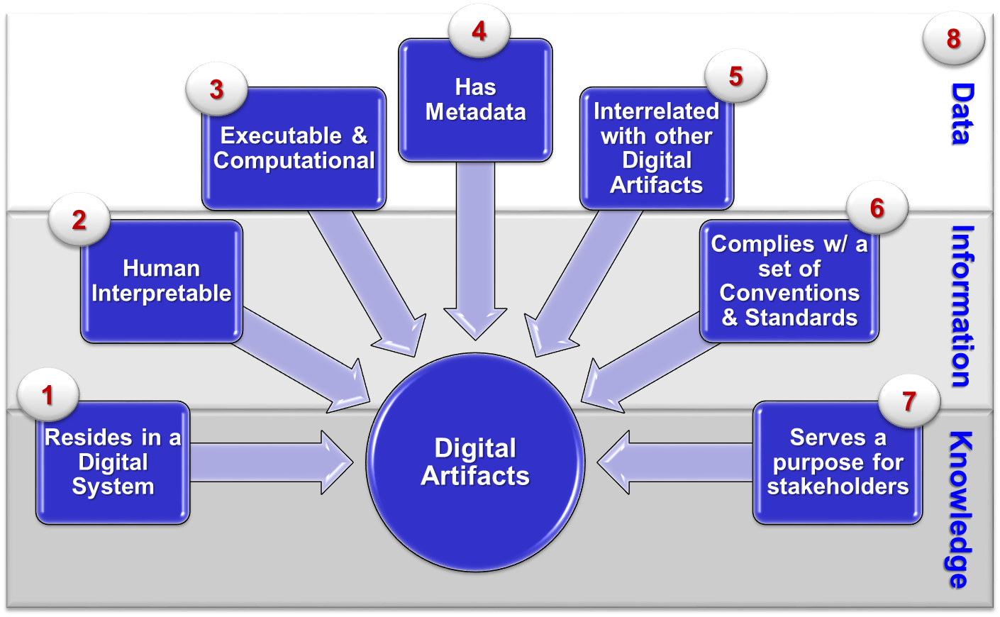 1
Resides in a
Digital
System
2
Human
Interpretable
3
Executable &
Computational
4
Has
Metadata
5
Interrelated
with other
Digital
Artifacts
6
Complies w/ a
set of
Conventions
& Standards
7
Serves a
purpose for
stakeholders
8
Data
Information
Knowledge
Digital
Artifacts